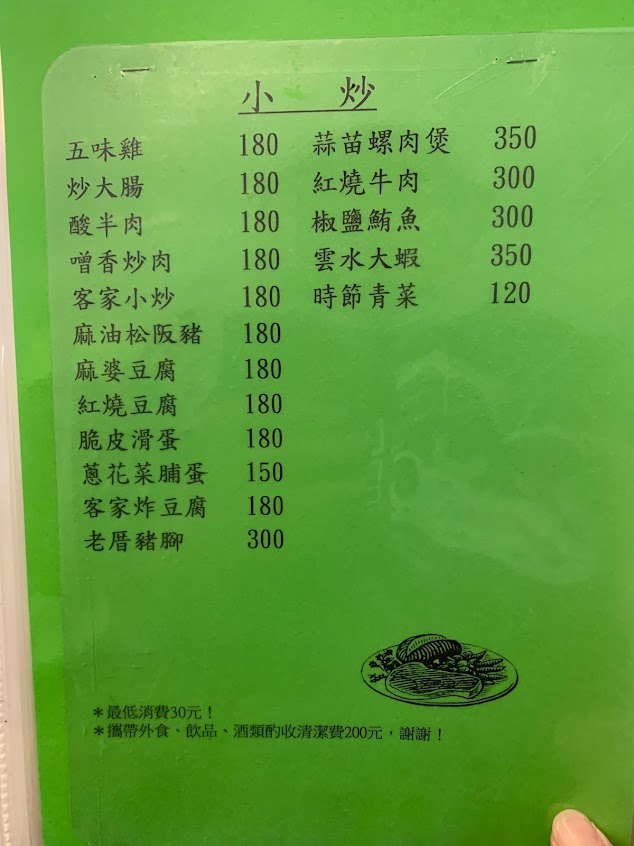 小 炒
五味雞 180
炒大腸 180
酸半肉 180
噌香炒肉 180
客家小炒 180
麻油松阪豬 180
麻婆豆腐 180
紅燒豆腐 180
脆皮滑蛋 180
蔥花菜脯蛋 150
客家炸豆腐 180
老厝豬腳 300
蒜苗螺肉煲 350
紅燒牛肉 300
椒鹽鮪魚 300
雲水大蝦 350
時節青菜 120
＊最低消費30元！
＊攜帶外食、飲品、酒類酌收清潔費200元，謝謝！